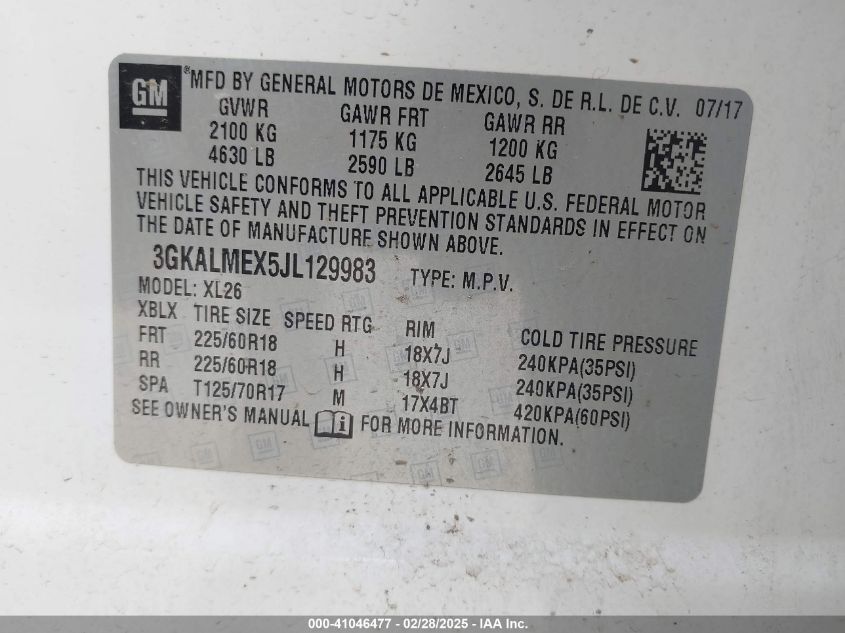 GM ® MFD BY GENERAL MOTORS DE MEXICO, S. DE R.L. DE C.V. 07/17
GVWR GAWR FRT GAWR RR
2100 KG 1175 KG 1200 KG
4630 LB 2590 LB 2645 LB
THIS VEHICLE CONFORMS TO ALL APPLICABLE U.S. FEDERAL MOTOR
VEHICLE SAFETY AND THEFT PREVENTION STANDARDS IN EFFECT ON
THE DATE OF MANUFACTURE SHOWN ABOVE.
3GKALMEX5JL129983 TYPE: M.P.V.
MODEL: XL26
XBLX TIRE SIZE SPEED RTG RIM COLD TIRE PRESSURE
FRT 225/60R18 H 18X7J 240KPA(35PSI)
RR 225/60R18 H 18X7J 240KPA(35PSI)
SPA T125/70R17 M 17X4BT 420KPA(60PSI)
SEE OWNER'S MANUAL i FOR MORE INFORMATION.
000-41046477 - 02/28/2025 - IAA Inc.